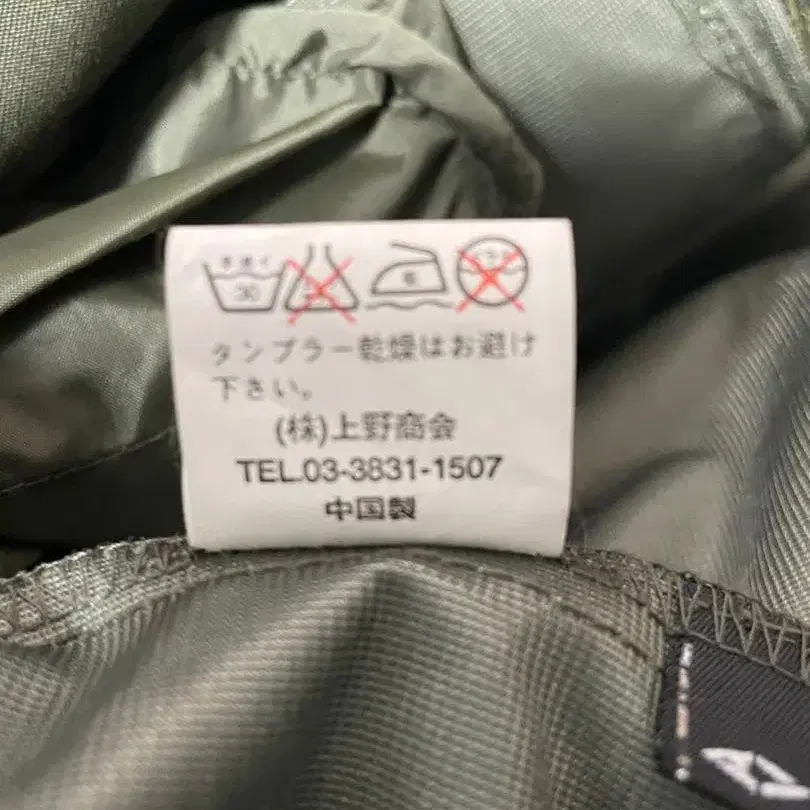 30
タンブラー乾燥はお避け
下さい。
(株)上野商会
TEL.03-3831-1507
中国製